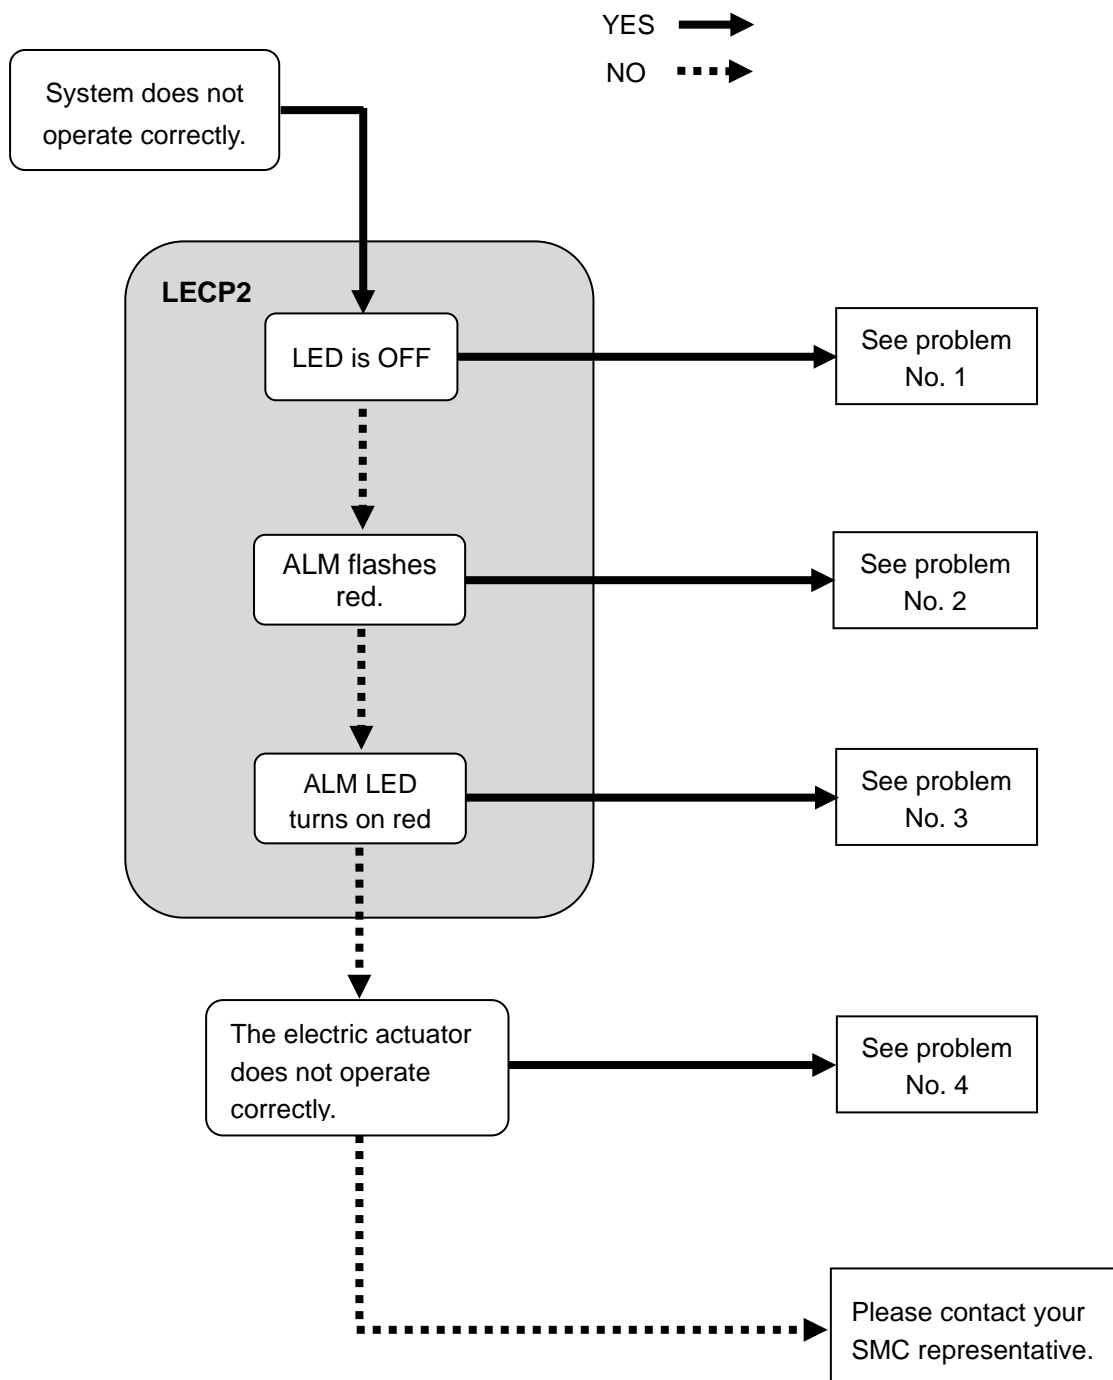 YES
NO
System does not
operate correctly.
LECP2
LED is OFF
See problem
No. 1
ALM flashes
red.
See problem
No. 2
ALM LED
turns on red
See problem
No. 3
The electric actuator
does not operate
correctly.
See problem
No. 4
Please contact your
SMC representative.